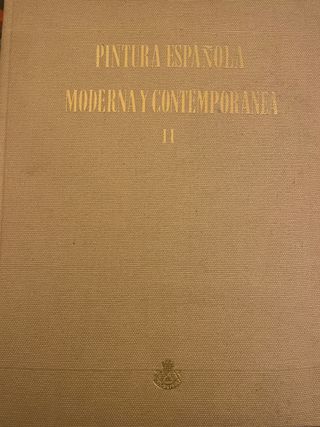 PINTURA ESPAÑOLA
MODERNA Y CONTEMPORANEA
II